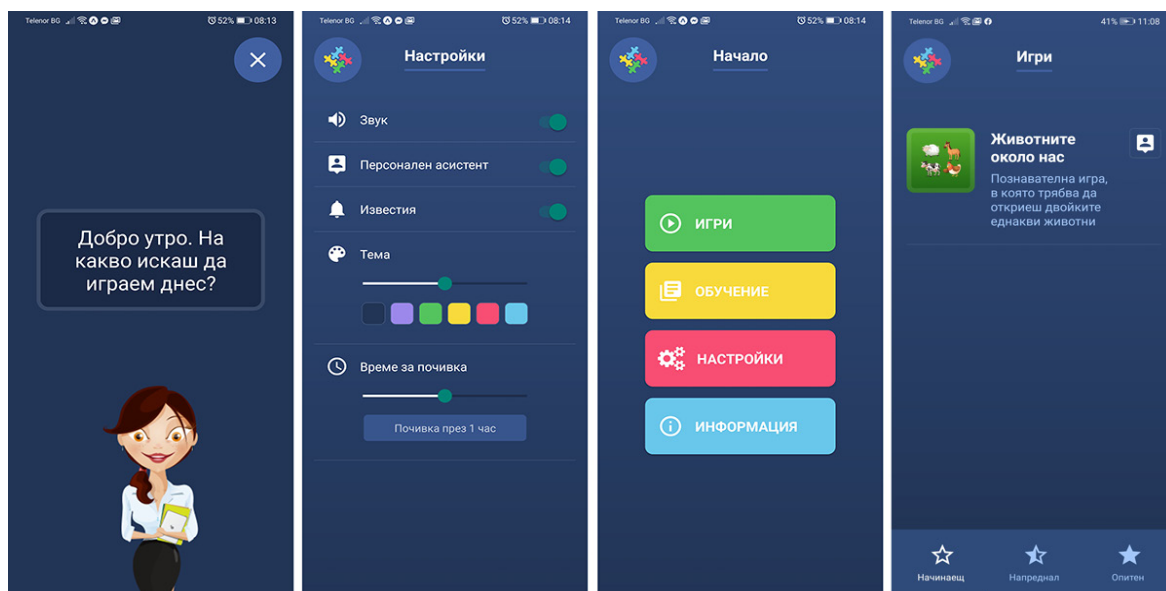 Telenor BG 52% 08:13
Добро утро. На
какво искаш да
играем днес?
Telenor BG 52% 08:14
Настройки
Звук
Персонален асистент
Известия
Тема
Време за почивка
Почивка през 1 час
Telenor BG 52% 08:14
Начало
ИГРИ
ОБУЧЕНИЕ
НАСТРОЙКИ
ИНФОРМАЦИЯ
Telenor BG 41% 11:08
Игри
Животните
около нас
Познавателна игра,
в която трябва да
откриеш двойките
еднакви животни
Начинаещ Напреднал Опитен